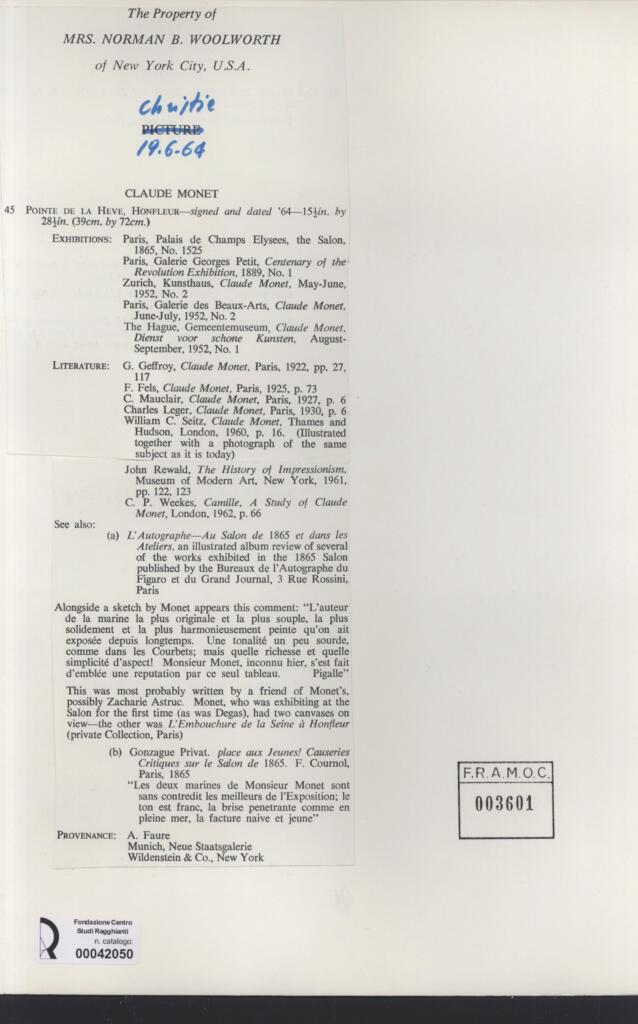 The Property of
MRS. NORMAN B. WOOLWORTH
of New York City, U.S.A.
Christie
PICTURE
19.6.64
CLAUDE MONET
45 POINTE DE LA HEVE, HONFLEUR—signed and dated '64—15½in. by
28½in. (39cm. by 72cm.)
EXHIBITIONS: Paris, Palais de Champs Elysees, the Salon,
1865, No. 1525
Paris, Galerie Georges Petit, Centenary of the
Revolution Exhibition, 1889, No. 1
Zurich, Kunsthaus, Claude Monet, May-June,
1952, No. 2
Paris, Galerie des Beaux-Arts, Claude Monet,
June-July, 1952, No. 2
The Hague, Gemeentemuseum, Claude Monet,
Dienst voor schone Kunsten, August-
September, 1952, No. 1
LITERATURE: G. Geffroy, Claude Monet, Paris, 1922, pp. 27,
117
F. Fels, Claude Monet, Paris, 1925, p. 73
C. Mauclair, Claude Monet, Paris, 1927, p. 6
Charles Leger, Claude Monet, Paris, 1930, p. 6
William C. Seitz, Claude Monet, Thames and
Hudson, London, 1960, p. 16. (Illustrated
together with a photograph of the same
subject as it is today)
John Rewald, The History of Impressionism,
Museum of Modern Art, New York, 1961,
pp. 122, 123
C. P. Weekes, Camille, A Study of Claude
Monet, London, 1962, p. 66
See also:
(a) L'Autographe—Au Salon de 1865 et dans les
Ateliers, an illustrated album review of several
of the works exhibited in the 1865 Salon
published by the Bureaux de l'Autographe du
Figaro et du Grand Journal, 3 Rue Rossini,
Paris
Alongside a sketch by Monet appears this comment: "L'auteur
de la marine la plus originale et la plus souple, la plus
solidement et la plus harmonieusement peinte qu'on ait
exposée depuis longtemps. Une tonalité un peu sourde,
comme dans les Courbets; mais quelle richesse et quelle
simplicité d'aspect! Monsieur Monet, inconnu hier, s'est fait
d'emblée une reputation par ce seul tableau. Pigalle"
This was most probably written by a friend of Monet's,
possibly Zacharie Astruc. Monet, who was exhibiting at the
Salon for the first time (as was Degas), had two canvases on
view—the other was L'Embouchure de la Seine à Honfleur
(private Collection, Paris)
(b) Gonzague Privat. place aux Jeunes! Causeries
Critiques sur le Salon de 1865. F. Cournol,
Paris, 1865
"Les deux marines de Monsieur Monet sont
sans contredit les meilleurs de l'Exposition; le
ton est franc, la brise penetrante comme en
pleine mer, la facture naive et jeune"
PROVENANCE: A. Faure
Munich, Neue Staatsgalerie
Wildenstein & Co., New York
F.R.A.M.O.C.
003601
Fondazione Centro
Studi Ragghianti
n. catalogo:
00042050